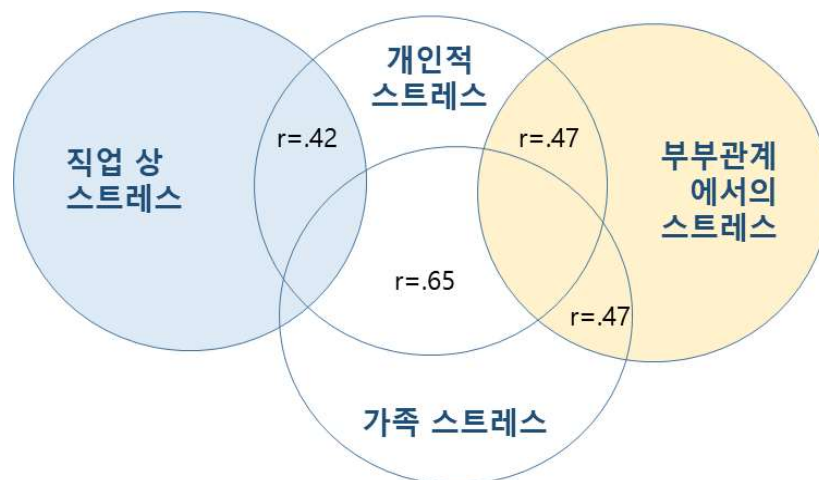 개인적
스트레스
r=.42
r=.47
직업 상
스트레스
부부관계
에서의
스트레스
r=.65
r=.47
가족 스트레스